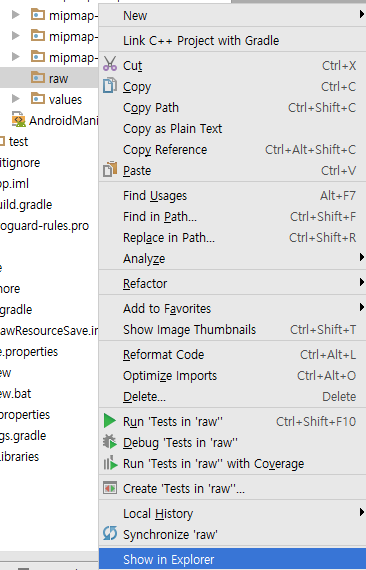 mipmap-
mipmap-
mipmap-
raw
values
AndroidMani
test
itignore
pp.iml
uild.gradle
oguard-rules.pro
e
nore
gradle
awResourceSave.in
e.properties
ew
ew.bat
properties
gs.gradle
ibraries
New
Link C++ Project with Gradle
Cut Ctrl+X
Copy Ctrl+C
Copy Path Ctrl+Shift+C
Copy as Plain Text
Copy Reference Ctrl+Alt+Shift+C
Paste Ctrl+V
Find Usages Alt+F7
Find in Path... Ctrl+Shift+F
Replace in Path... Ctrl+Shift+R
Analyze
Refactor
Add to Favorites
Show Image Thumbnails Ctrl+Shift+T
Reformat Code Ctrl+Alt+L
Optimize Imports Ctrl+Alt+O
Delete... Delete
Run 'Tests in 'raw'' Ctrl+Shift+F10
Debug 'Tests in 'raw''
Run 'Tests in 'raw'' with Coverage
Create 'Tests in 'raw''...
Local History
Synchronize 'raw'
Show in Explorer